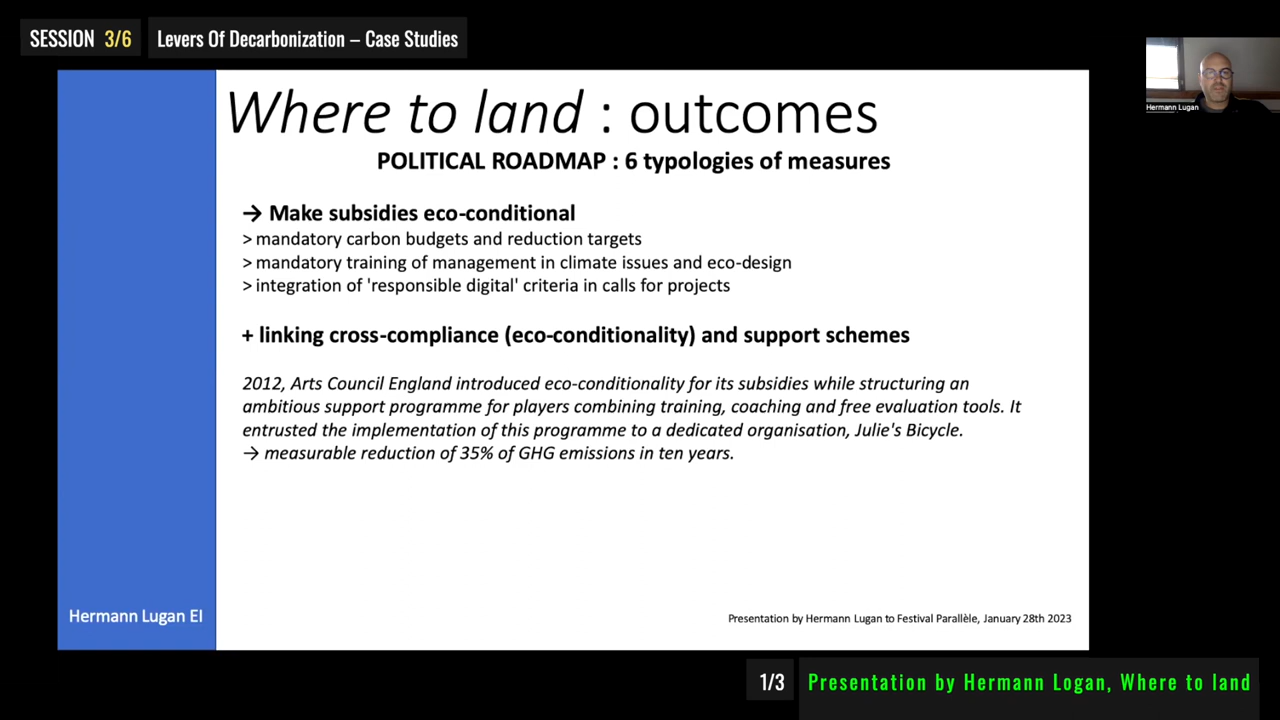 SESSION 3/6
Levers Of Decarbonization – Case Studies
Hermann Lugan
Where to land : outcomes
POLITICAL ROADMAP : 6 typologies of measures
→ Make subsidies eco-conditional
> mandatory carbon budgets and reduction targets
> mandatory training of management in climate issues and eco-design
> integration of 'responsible digital' criteria in calls for projects
+ linking cross-compliance (eco-conditionality) and support schemes
2012, Arts Council England introduced eco-conditionality for its subsidies while structuring an
ambitious support programme for players combining training, coaching and free evaluation tools. It
entrusted the implementation of this programme to a dedicated organisation, Julie's Bicycle.
→ measurable reduction of 35% of GHG emissions in ten years.
Hermann Lugan EI
Presentation by Hermann Lugan to Festival Parallèle, January 28th 2023
1/3
Presentation by Hermann Logan, Where to land